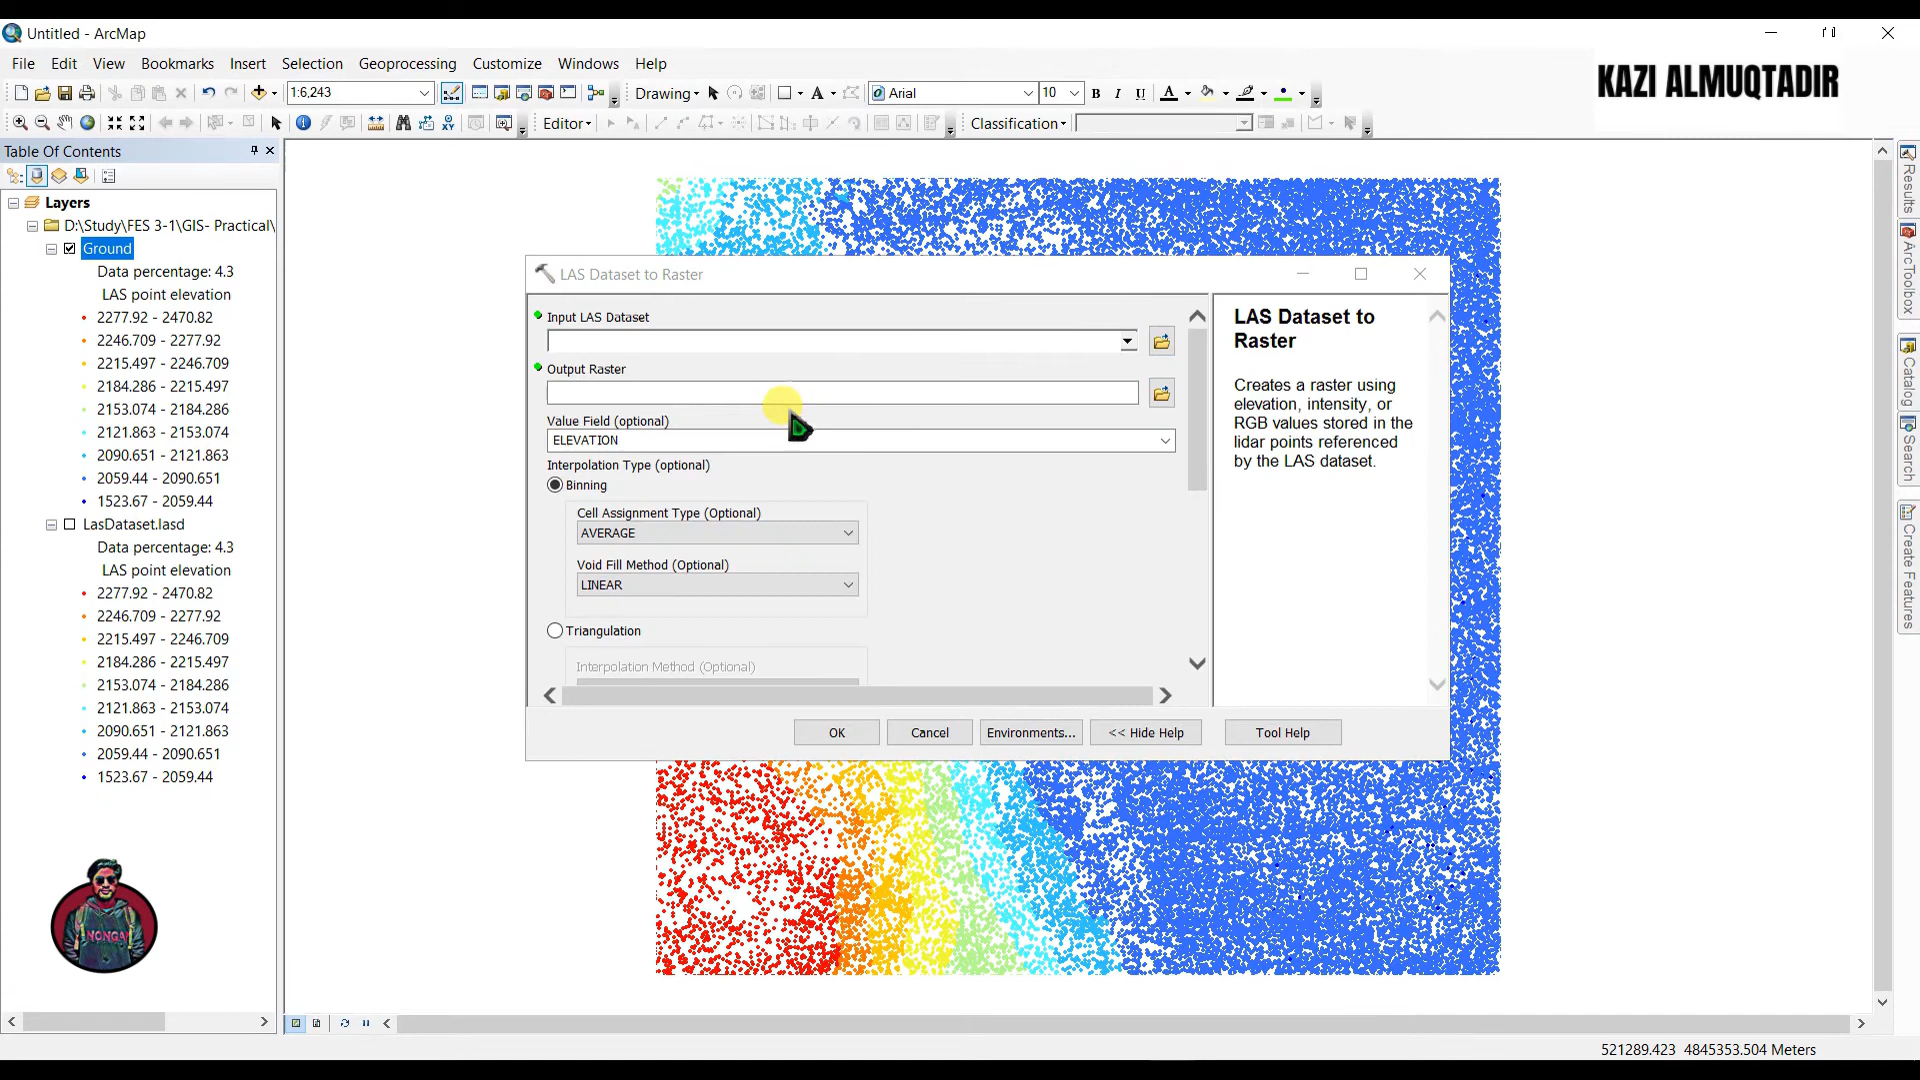 Untitled - ArcMap
File Edit View Bookmarks Insert Selection Geoprocessing Customize Windows Help
KAZI ALMUQTADIR
1:6,243
Drawing
Arial
10
B I U A
Editor
Classification
Table Of Contents
Layers
D:\Study\FES 3-1\GIS- Practical\
Ground
Data percentage: 4.3
LAS point elevation
2277.92 - 2470.82
2246.709 - 2277.92
2215.497 - 2246.709
2184.286 - 2215.497
2153.074 - 2184.286
2121.863 - 2153.074
2090.651 - 2121.863
2059.44 - 2090.651
1523.67 - 2059.44
LasDataset.lasd
Data percentage: 4.3
LAS point elevation
2277.92 - 2470.82
2246.709 - 2277.92
2215.497 - 2246.709
2184.286 - 2215.497
2153.074 - 2184.286
2121.863 - 2153.074
2090.651 - 2121.863
2059.44 - 2090.651
1523.67 - 2059.44
LAS Dataset to Raster
Input LAS Dataset
Output Raster
Value Field (optional)
ELEVATION
Interpolation Type (optional)
Binning
Cell Assignment Type (Optional)
AVERAGE
Void Fill Method (Optional)
LINEAR
Triangulation
Interpolation Method (Optional)
OK
Cancel
Environments...
<< Hide Help
Tool Help
LAS Dataset to
Raster
Creates a raster using
elevation, intensity, or
RGB values stored in the
lidar points referenced
by the LAS dataset.
Results
ArcToolbox
Catalog
Search
Create Features
NONGAR
521289.423 4845353.504 Meters